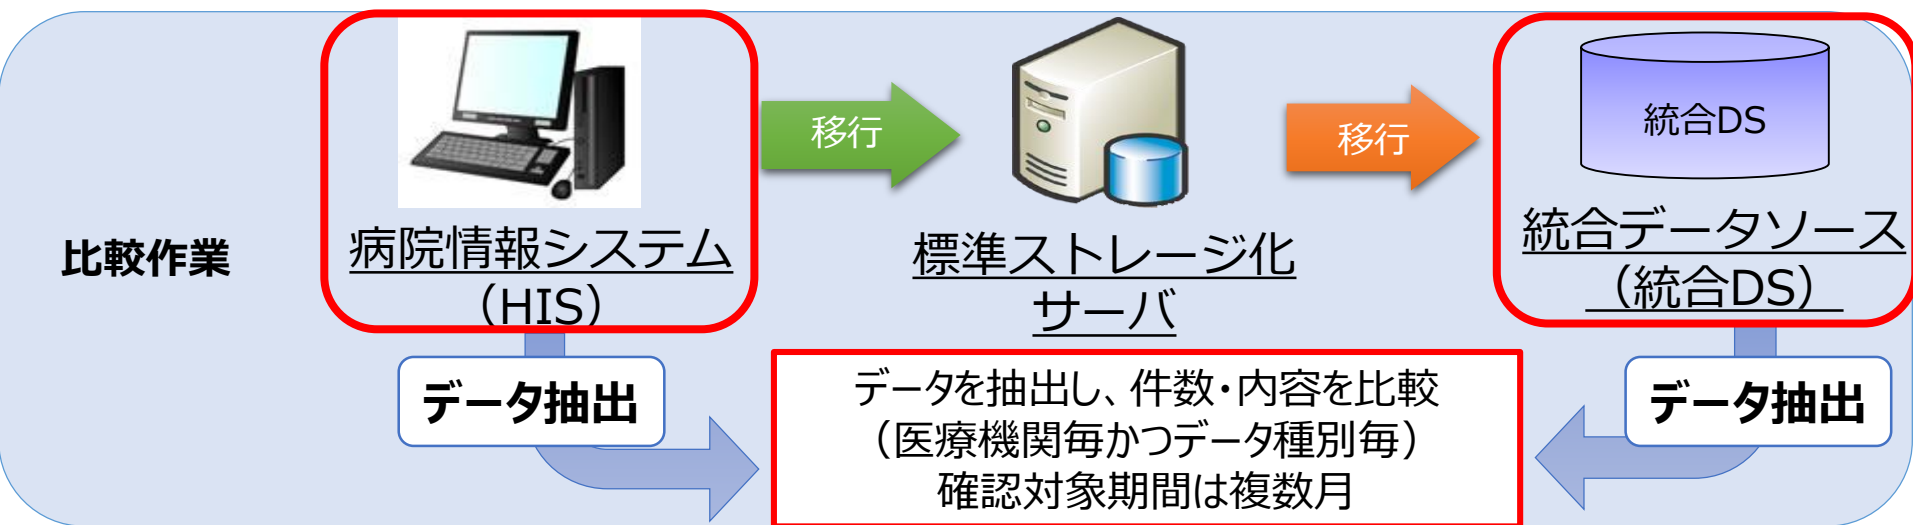 比較作業
病院情報システム
（HIS）
移行
標準ストレージ化
サーバ
移行
統合DS
統合データソース
（統合DS）
データ抽出
データを抽出し、件数・内容を比較
（医療機関毎かつデータ種別毎）
確認対象期間は複数月
データ抽出